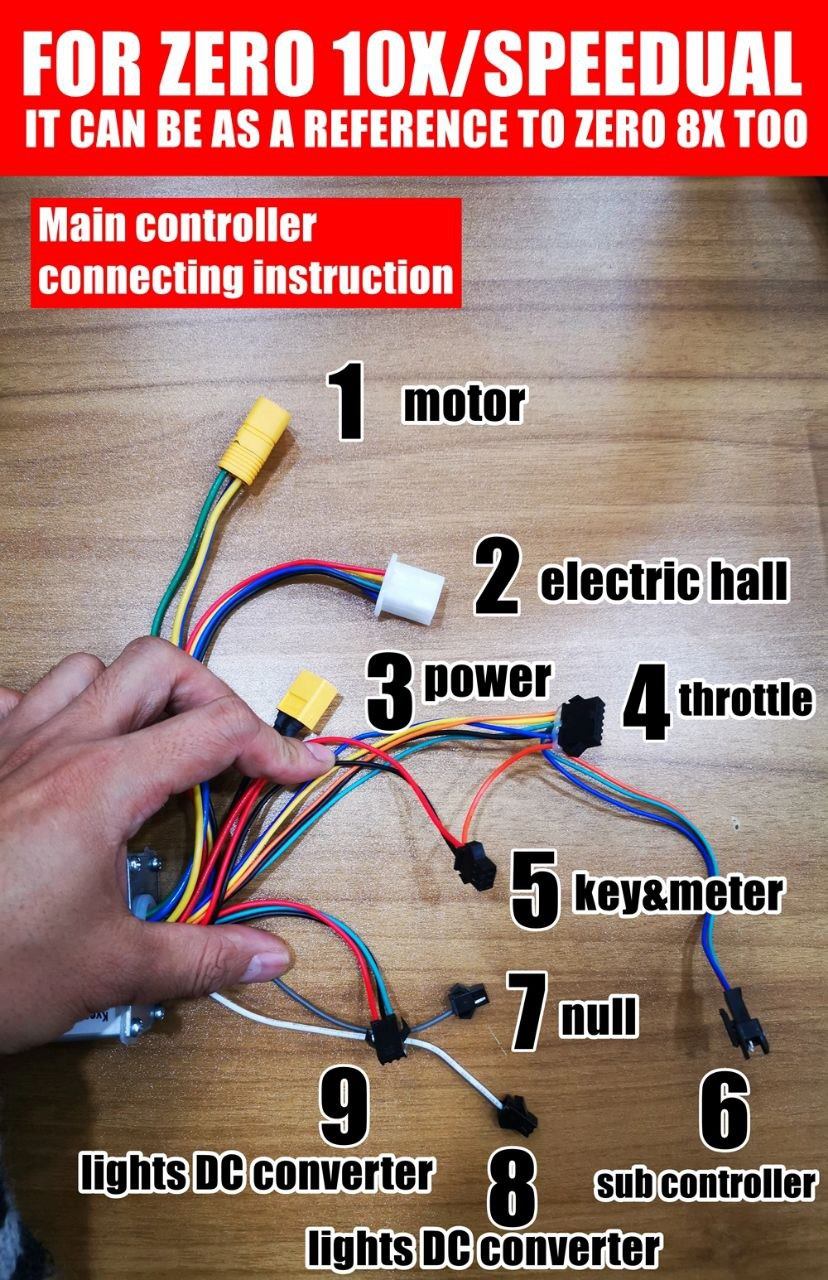 FOR ZERO 10X/SPEEDUAL
IT CAN BE AS A REFERENCE TO ZERO 8X TOO
Main controller
connecting instruction
1 motor
2 electric hall
3 power
4 throttle
5 key&meter
7 null
9
lights DC converter
6
sub controller
8
lights DC converter